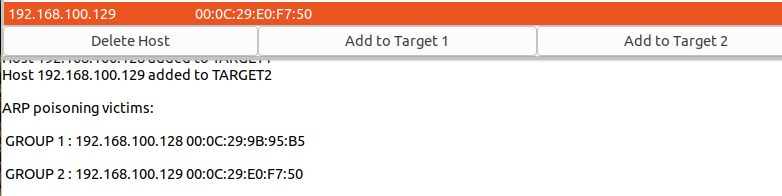 192.168.100.129 00:0C:29:E0:F7:50
Delete Host Add to Target 1 Add to Target 2
Host 192.168.100.128 added to TARGET1
Host 192.168.100.129 added to TARGET2
ARP poisoning victims:
GROUP 1 : 192.168.100.128 00:0C:29:9B:95:B5
GROUP 2 : 192.168.100.129 00:0C:29:E0:F7:50